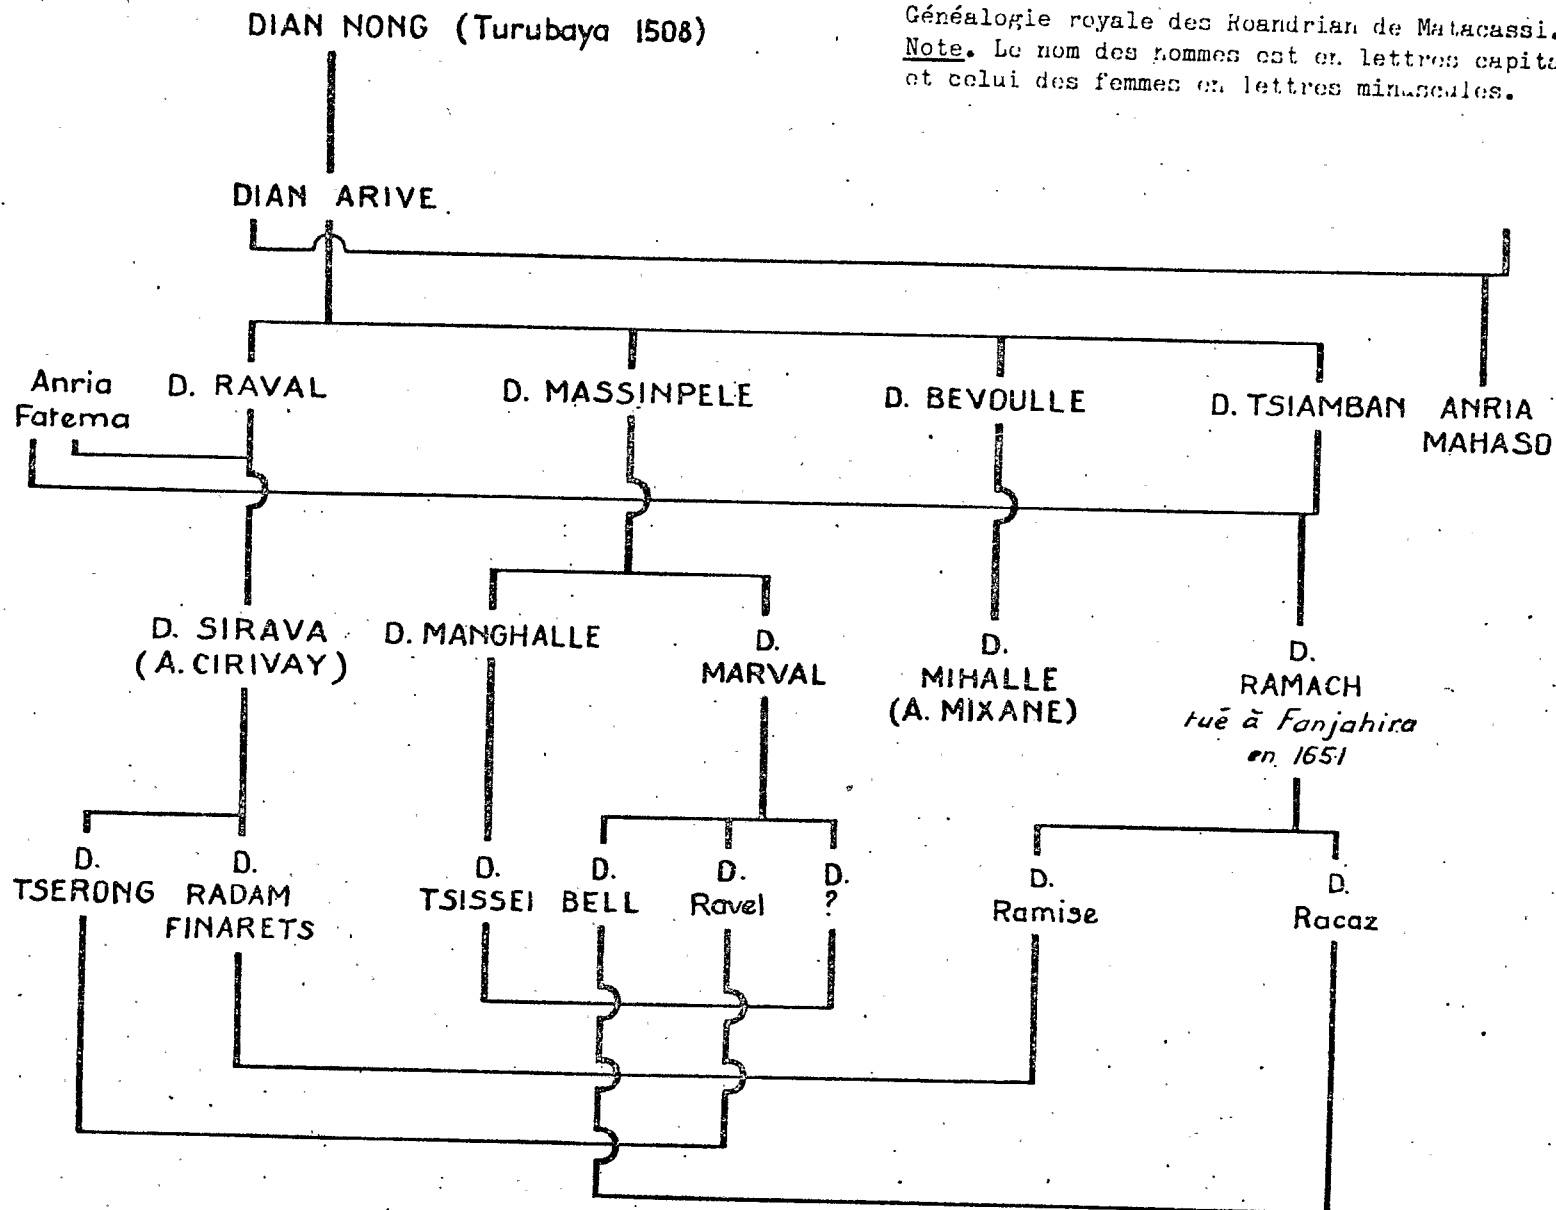 DIAN NONG (Turubaya 1508)
Généalogie royale des Roandrian de Matacassi.
Note. Le nom des hommes est en lettres capita
et celui des femmes en lettres minuscules.
DIAN ARIVE
Anria
Fatema
D. RAVAL
D. MASSINPELE
D. BEVOULLE
D. TSIAMBAN
ANRIA
MAHASO
D. SIRAVA
(A. CIRIVAY)
D. MANGHALLE
D.
MARVAL
D.
MIHALLE
(A. MIXANE)
D.
RAMACH
tué à Fanjahira
en 1651
D.
TSERONG
D.
RADAM
FINARETS
D.
TSISSEI
D.
BELL
D.
Ravel
D.
?
D.
Ramise
D.
Racaz